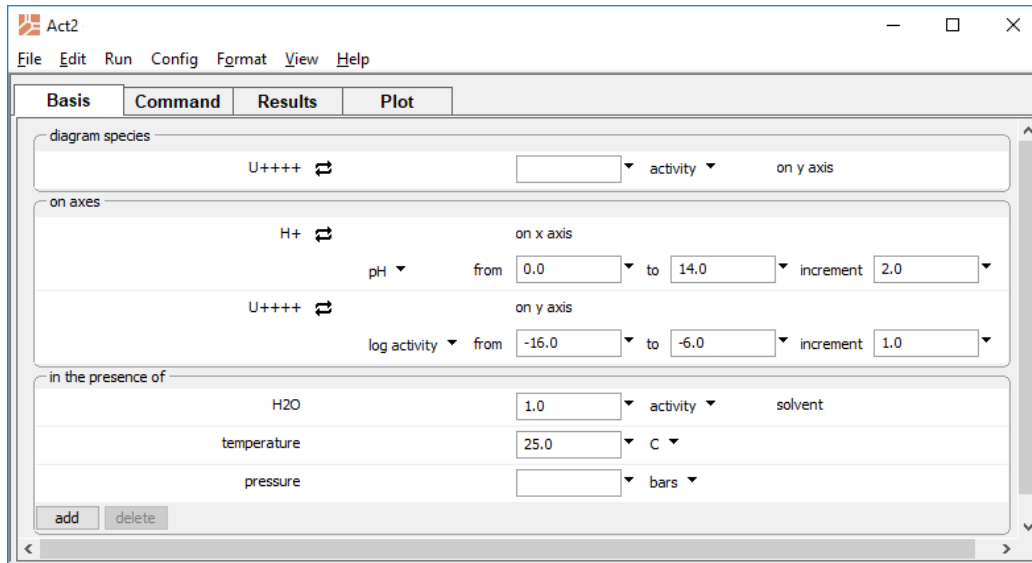 Act2
File Edit Run Config Format View Help
Basis Command Results Plot
diagram species
U++++ activity on y axis
on axes
H+ on x axis
pH from 0.0 to 14.0 increment 2.0
U++++ on y axis
log activity from -16.0 to -6.0 increment 1.0
in the presence of
H2O 1.0 activity solvent
temperature 25.0 C
pressure bars
add delete